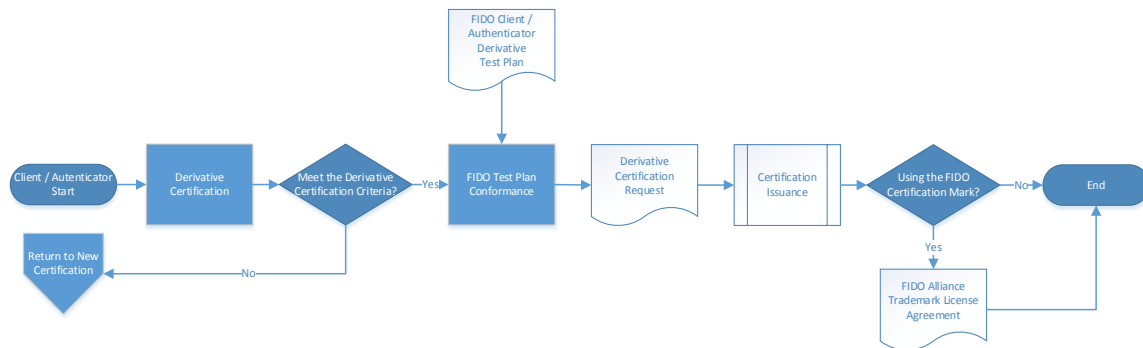 FIDO Client /
Authenticator
Derivative
Test Plan
Client / Autenticator
Start
Derivative
Certification
Meet the Derivative
Certification Criteria?
Yes
FIDO Test Plan
Conformance
Derivative
Certification
Request
Certification
Issuance
Using the FIDO
Certification Mark?
No
End
Return to New
Certification
No
Yes
FIDO Alliance
Trademark License
Agreement